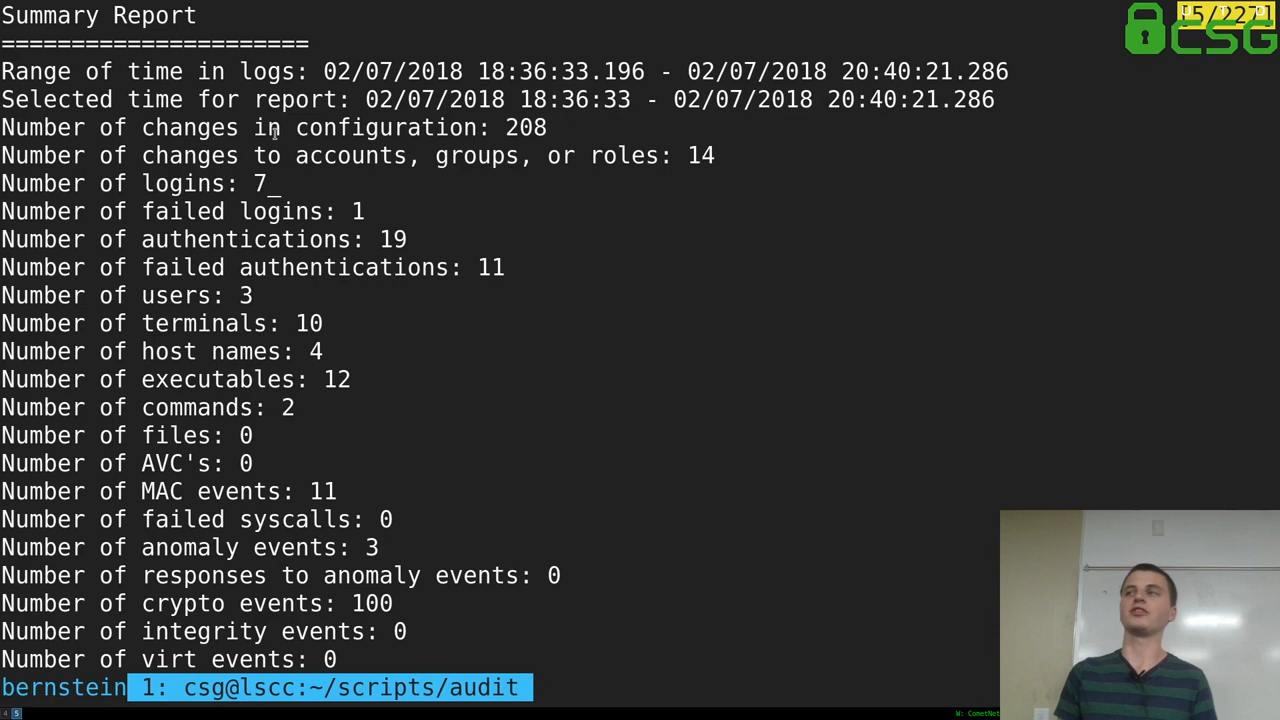 Summary Report
======================
Range of time in logs: 02/07/2018 18:36:33.196 - 02/07/2018 20:40:21.286
Selected time for report: 02/07/2018 18:36:33 - 02/07/2018 20:40:21.286
Number of changes in configuration: 208
Number of changes to accounts, groups, or roles: 14
Number of logins: 7_
Number of failed logins: 1
Number of authentications: 19
Number of failed authentications: 11
Number of users: 3
Number of terminals: 10
Number of host names: 4
Number of executables: 12
Number of commands: 2
Number of files: 0
Number of AVC's: 0
Number of MAC events: 11
Number of failed syscalls: 0
Number of anomaly events: 3
Number of responses to anomaly events: 0
Number of crypto events: 100
Number of integrity events: 0
Number of virt events: 0
bernstein 1: csg@lscc:~/scripts/audit
CSG
4 5
W: CometNet